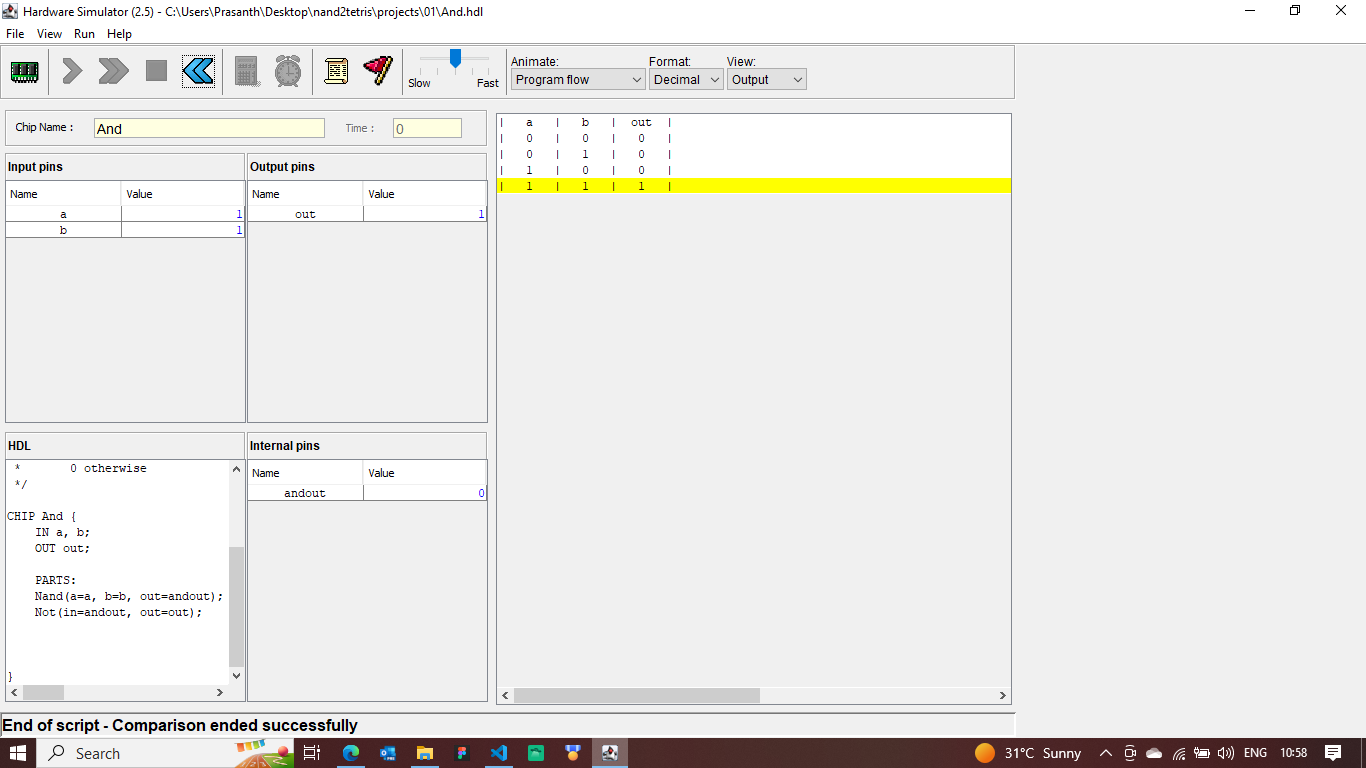 Hardware Simulator (2.5) - C:\Users\Prasanth\Desktop\nand2tetris\projects\01\And.hdl
File View Run Help
Slow Fast
Animate: Format: View:
Program flow Decimal Output
Chip Name : And Time : 0
Input pins
Name Value
a 1
b 1
Output pins
Name Value
out 1
HDL
* 0 otherwise
*/
CHIP And {
IN a, b;
OUT out;
PARTS:
Nand(a=a, b=b, out=andout);
Not(in=andout, out=out);
}
Internal pins
Name Value
andout 0
| a | b | out |
| 0 | 0 | 0 |
| 0 | 1 | 0 |
| 1 | 0 | 0 |
| 1 | 1 | 1 |
End of script - Comparison ended successfully
Search
31°C Sunny
ENG
10:58